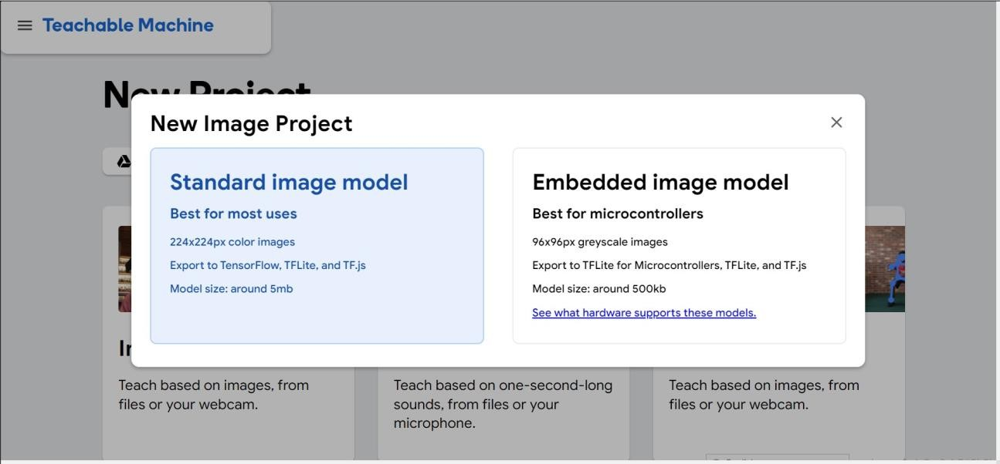 Teachable Machine
New Project
New Image Project
Standard image model
Best for most uses
224x224px color images
Export to TensorFlow, TFLite, and TF.js
Model size: around 5mb
Embedded image model
Best for microcontrollers
96x96px greyscale images
Export to TFLite for Microcontrollers, TFLite, and TF.js
Model size: around 500kb
See what hardware supports these models.
Teach based on images, from
files or your webcam.
Teach based on one-second-long
sounds, from files or your
microphone.
Teach based on images, from
files or your webcam.